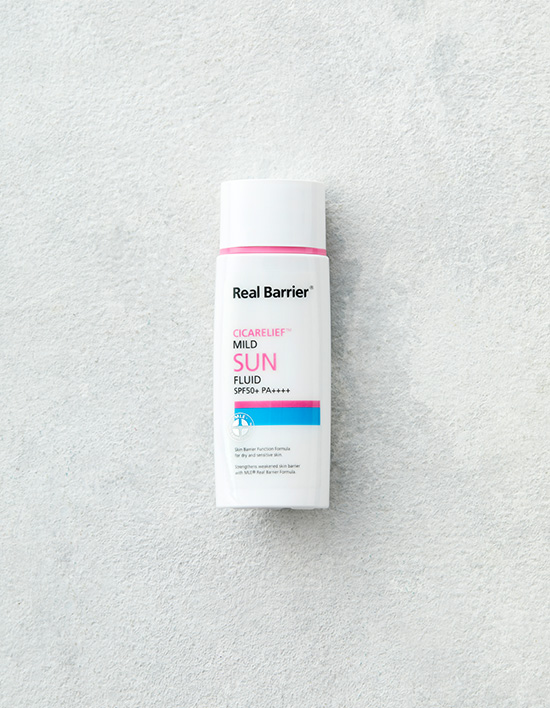 Real Barrier®
CICARELIEF™
MILD
SUN
FLUID
SPF50+ PA++++
Skin Barrier Function Formula
for dry and sensitive skin.
Strengthens weakened skin barrier
with MLE® Real Barrier Formula.